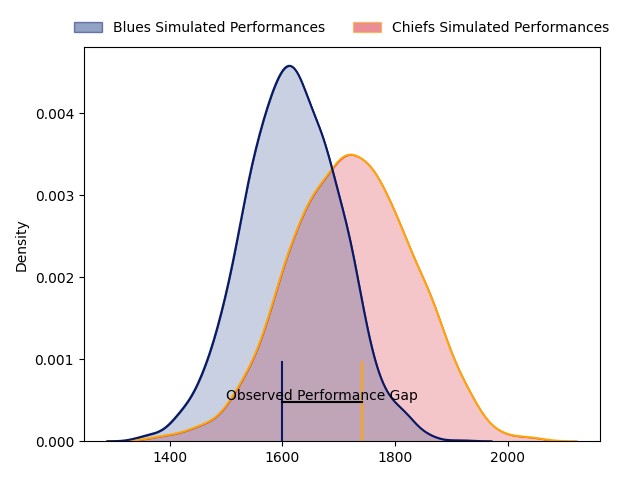 Blues Simulated Performances Chiefs Simulated Performances
0.004
0.003
0.002
0.001
0.000
Density
Observed Performance Gap
1400 1600 1800 2000